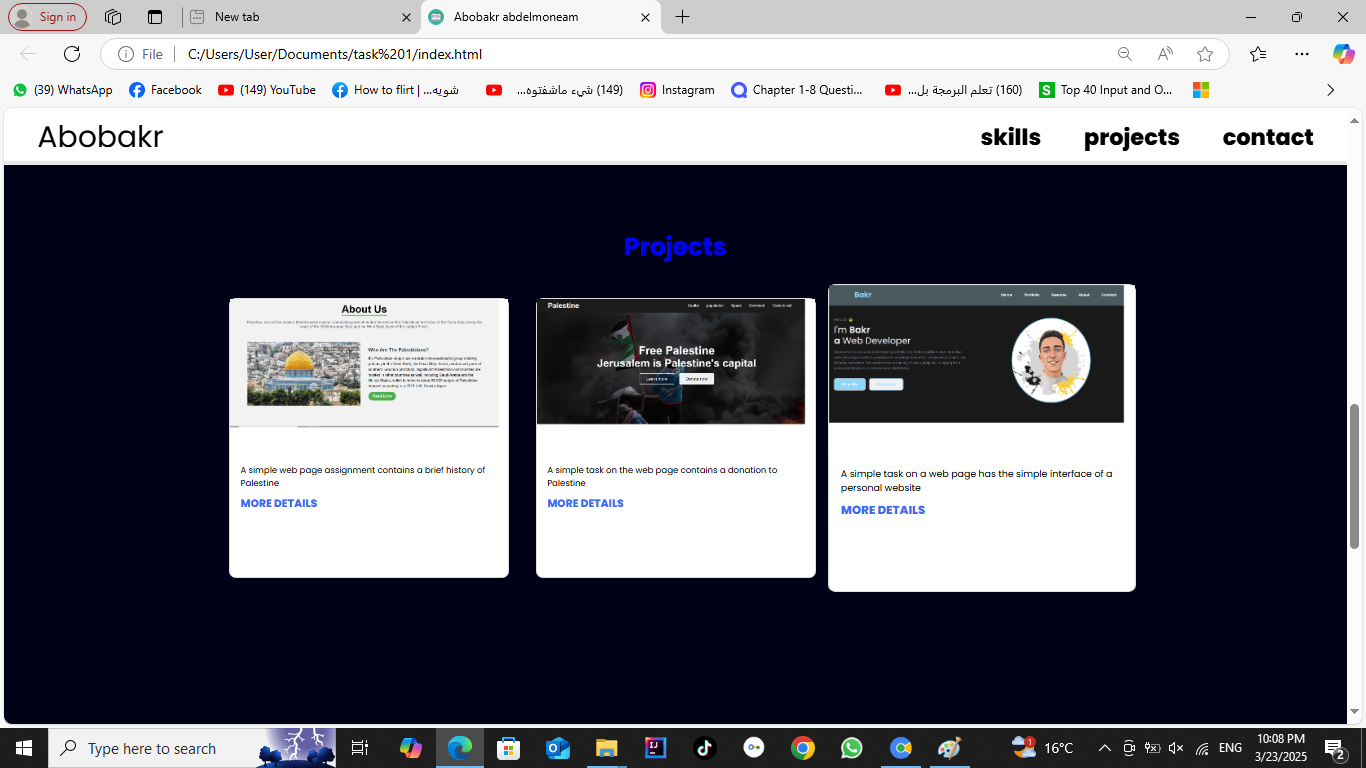 Sign in
New tab
Abobakr abdelmoneam
File
C:/Users/User/Documents/task%201/index.html
(39) WhatsApp
Facebook
(149) YouTube
How to flirt | شويه...
(149) شيء ماشفتوه...
Instagram
Chapter 1-8 Questi...
(160) تعلم البرمجة بل...
Top 40 Input and O...
Abobakr
skills
projects
contact
Projects
About Us
Who Are The Palestinians?
Read More
A simple web page assignment contains a brief history of
Palestine
MORE DETAILS
Palestine
Free Palestine
Jerusalem is Palestine's capital
Learn more
Donate now
A simple task on the web page contains a donation to
Palestine
MORE DETAILS
Bakr
Home
Portfolio
Resume
About
Contact
I'm Bakr
a Web Developer
A simple task on a web page has the simple interface of a
personal website
MORE DETAILS
Type here to search
16°C
ENG
10:08 PM
3/23/2025
2